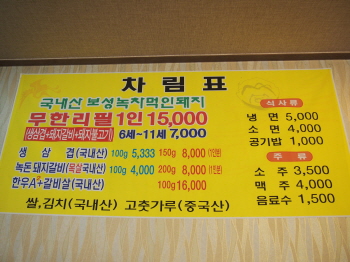 차림표
국내산 보성녹차먹인돼지
무한리필 1인 15,000
(생삼겹+돼지갈비+돼지불고기) 6세~11세 7,000
생 삼 겹(국내산) 100g 5,333 150g 8,000 (1인분)
녹돈 돼지갈비(목살국내산) 100g 4,000 200g 8,000 (1인분)
한우A+갈비살(국내산) 100g 16,000
쌀,김치(국내산) 고춧가루(중국산)
식사류
냉 면 5,000
소 면 4,000
공기밥 1,000
주 류
소 주 3,500
맥 주 4,000
음료수 1,500